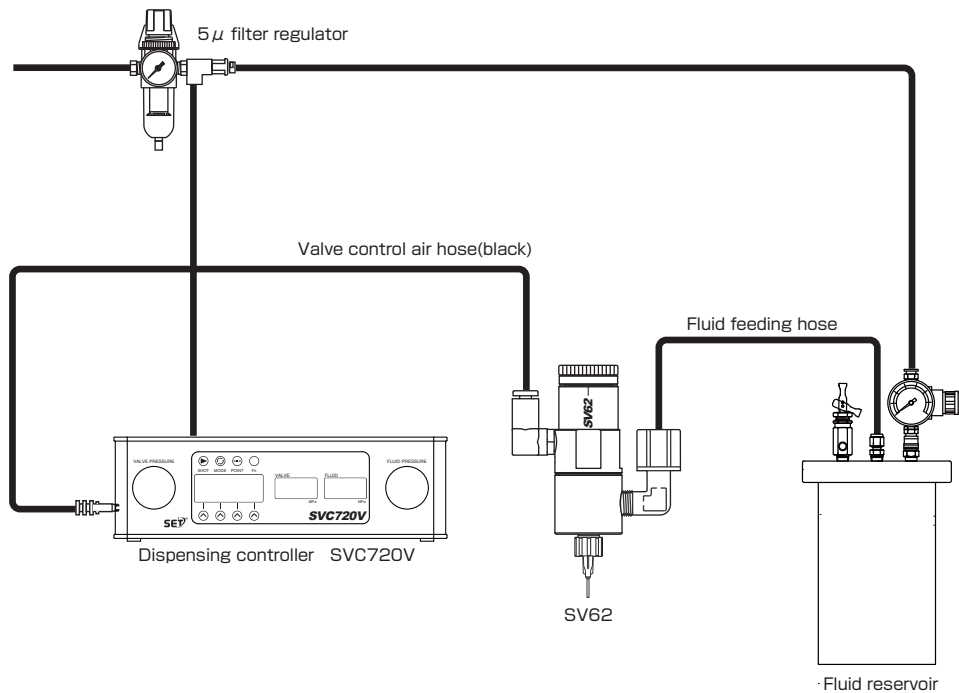 5μ filter regulator
Valve control air hose(black)
Fluid feeding hose
SV62
VALVE PRESSURE
SHOT MODE POINT Fn
VALVE
FLUID
MPa
MPa
FLUID PRESSURE
SET
SVC720V
Dispensing controller SVC720V
SV62
Fluid reservoir